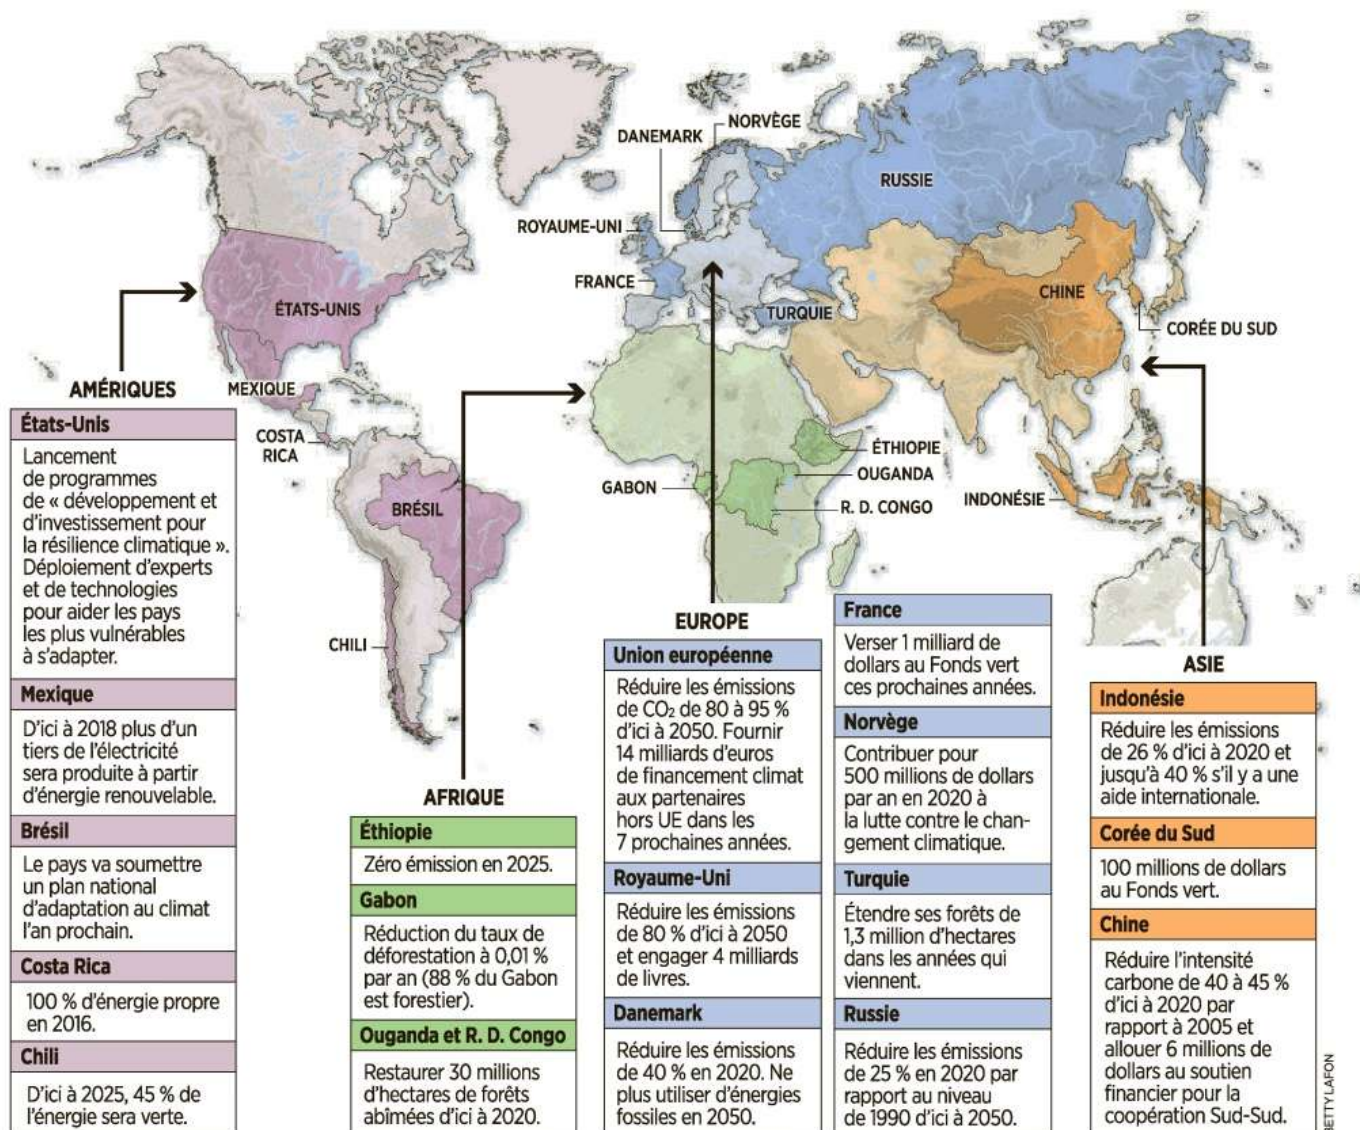 NORVÈGE
DANEMARK
RUSSIE
ROYAUME-UNI
FRANCE
CHINE
ÉTATS-UNIS
TURQUIE
CORÉE DU SUD
MEXIQUE
COSTA
RICA
ÉTHIOPIE
OUGANDA
GABON
INDONÉSIE
R. D. CONGO
BRÉSIL
CHILI
AMÉRIQUES
États-Unis
Lancement
de programmes
de « développement et
d'investissement pour
la résilience climatique ».
Déploiement d'experts
et de technologies
pour aider les pays
les plus vulnérables
à s'adapter.
Mexique
D'ici à 2018 plus d'un
tiers de l'électricité
sera produite à partir
d'énergie renouvelable.
Brésil
Le pays va soumettre
un plan national
d'adaptation au climat
l'an prochain.
Costa Rica
100 % d'énergie propre
en 2016.
Chili
D'ici à 2025, 45 % de
l'énergie sera verte.
AFRIQUE
Éthiopie
Zéro émission en 2025.
Gabon
Réduction du taux de
déforestation à 0,01 %
par an (88 % du Gabon
est forestier).
Ouganda et R. D. Congo
Restaurer 30 millions
d'hectares de forêts
abîmées d'ici à 2020.
EUROPE
Union européenne
Réduire les émissions
de CO₂ de 80 à 95 %
d'ici à 2050. Fournir
14 milliards d'euros
de financement climat
aux partenaires
hors UE dans les
7 prochaines années.
Royaume-Uni
Réduire les émissions
de 80 % d'ici à 2050
et engager 4 milliards
de livres.
Danemark
Réduire les émissions
de 40 % en 2020. Ne
plus utiliser d'énergies
fossiles en 2050.
France
Verser 1 milliard de
dollars au Fonds vert
ces prochaines années.
Norvège
Contribuer pour
500 millions de dollars
par an en 2020 à
la lutte contre le chan-
gement climatique.
Turquie
Étendre ses forêts de
1,3 million d'hectares
dans les années qui
viennent.
Russie
Réduire les émissions
de 25 % en 2020 par
rapport au niveau
de 1990 d'ici à 2050.
ASIE
Indonésie
Réduire les émissions
de 26 % d'ici à 2020 et
jusqu'à 40 % s'il y a une
aide internationale.
Corée du Sud
100 millions de dollars
au Fonds vert.
Chine
Réduire l'intensité
carbone de 40 à 45 %
d'ici à 2020 par
rapport à 2005 et
allouer 6 millions de
dollars au soutien
financier pour la
coopération Sud-Sud.
BETTY LAFON